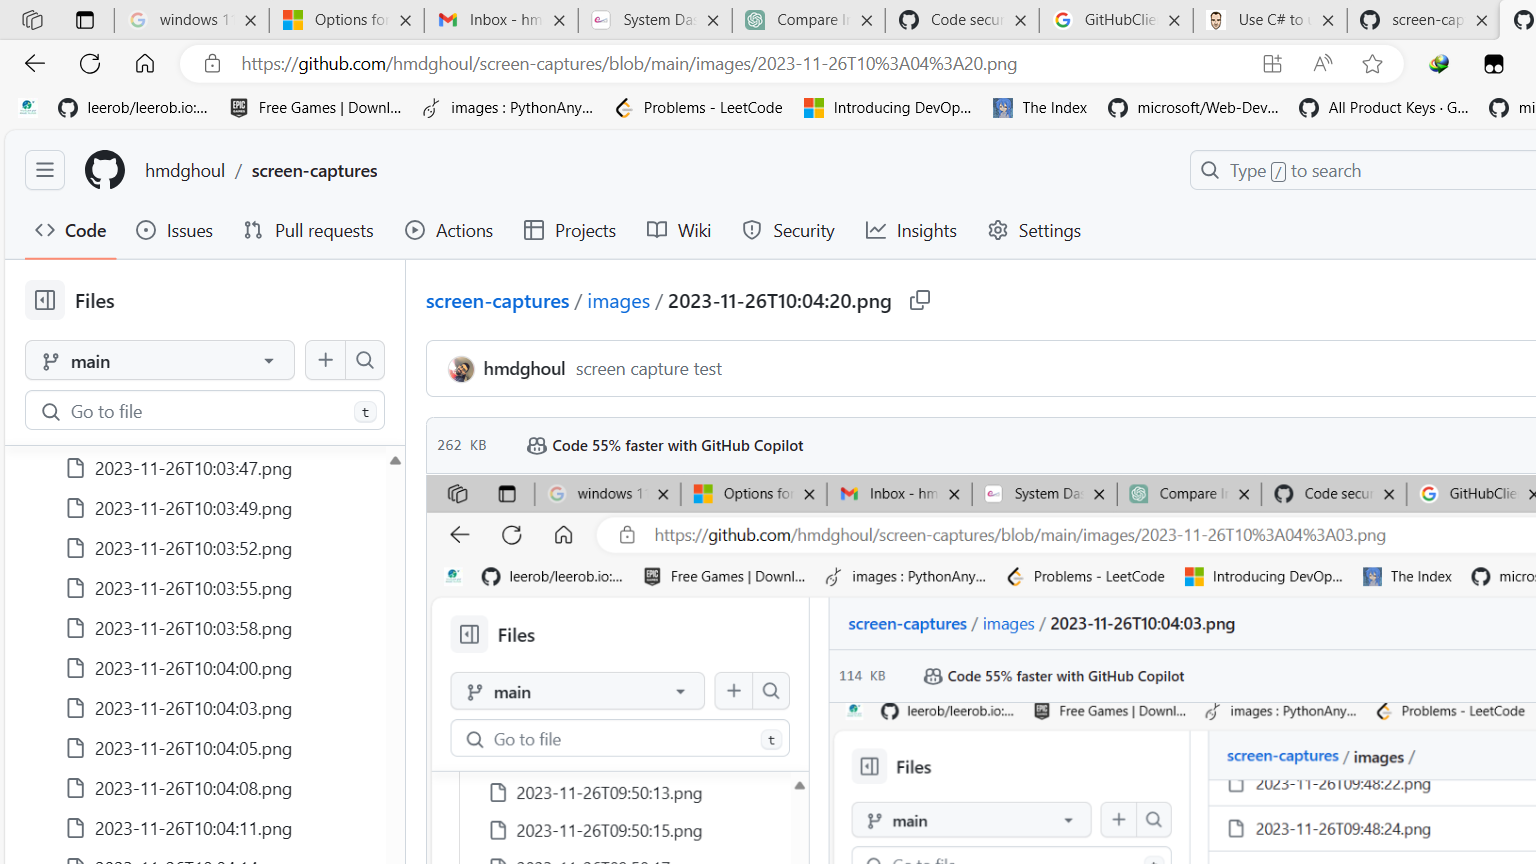 windows 1
Options for
Inbox - hm
System Das
Compare In
Code secur
GitHubClie
Use C# to u
screen-cap
https://github.com/hmdghoul/screen-captures/blob/main/images/2023-11-26T10%3A04%3A20.png
leerob/leerob.io:...
Free Games | Downl...
images : PythonAny...
Problems - LeetCode
Introducing DevOp...
The Index
microsoft/Web-Dev...
All Product Keys · G...
mi
hmdghoul / screen-captures
Type / to search
Code
Issues
Pull requests
Actions
Projects
Wiki
Security
Insights
Settings
Files
main
Go to file
t
2023-11-26T10:03:47.png
2023-11-26T10:03:49.png
2023-11-26T10:03:52.png
2023-11-26T10:03:55.png
2023-11-26T10:03:58.png
2023-11-26T10:04:00.png
2023-11-26T10:04:03.png
2023-11-26T10:04:05.png
2023-11-26T10:04:08.png
2023-11-26T10:04:11.png
screen-captures / images / 2023-11-26T10:04:20.png
hmdghoul screen capture test
262 KB
Code 55% faster with GitHub Copilot
windows 1
Options for
Inbox - hm
System Das
Compare In
Code secur
GitHubClie
https://github.com/hmdghoul/screen-captures/blob/main/images/2023-11-26T10%3A04%3A03.png
leerob/leerob.io:...
Free Games | Downl...
images : PythonAny...
Problems - LeetCode
Introducing DevOp...
The Index
micros
Files
main
Go to file
t
2023-11-26T09:50:13.png
2023-11-26T09:50:15.png
screen-captures / images / 2023-11-26T10:04:03.png
114 KB
Code 55% faster with GitHub Copilot
leerob/leerob.io:...
Free Games | Downl...
images : PythonAny...
Problems - LeetCode
Files
main
Go to file
screen-captures / images /
2023-11-26T09:48:22.png
2023-11-26T09:48:24.png